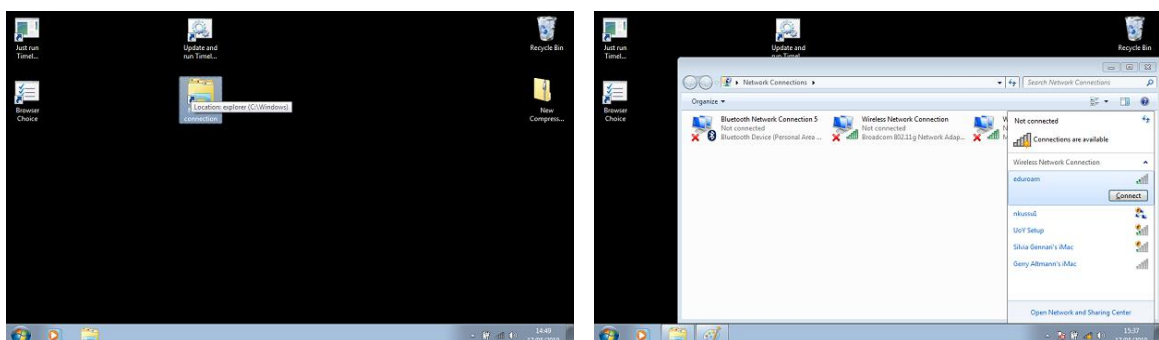 Just run
Timel...
Update and
run Timel...
Recycle Bin
Browser
Choice
Location: explorer (C:\Windows)
connection
New
Compress...
14:49
Just run
Timel...
Update and
run Timel...
Recycle Bin
Browser
Choice
Network Connections
Search Network Connections
Organize
Bluetooth Network Connection 5
Not connected
Bluetooth Device (Personal Area ...
Wireless Network Connection
Not connected
Broadcom 802.11g Network Adap...
Not connected
Connections are available
Wireless Network Connection
eduroam
Connect
nkussu1
UoY Setup
Silvia Gennari's iMac
Gerry Altmann's iMac
Open Network and Sharing Center
15:37